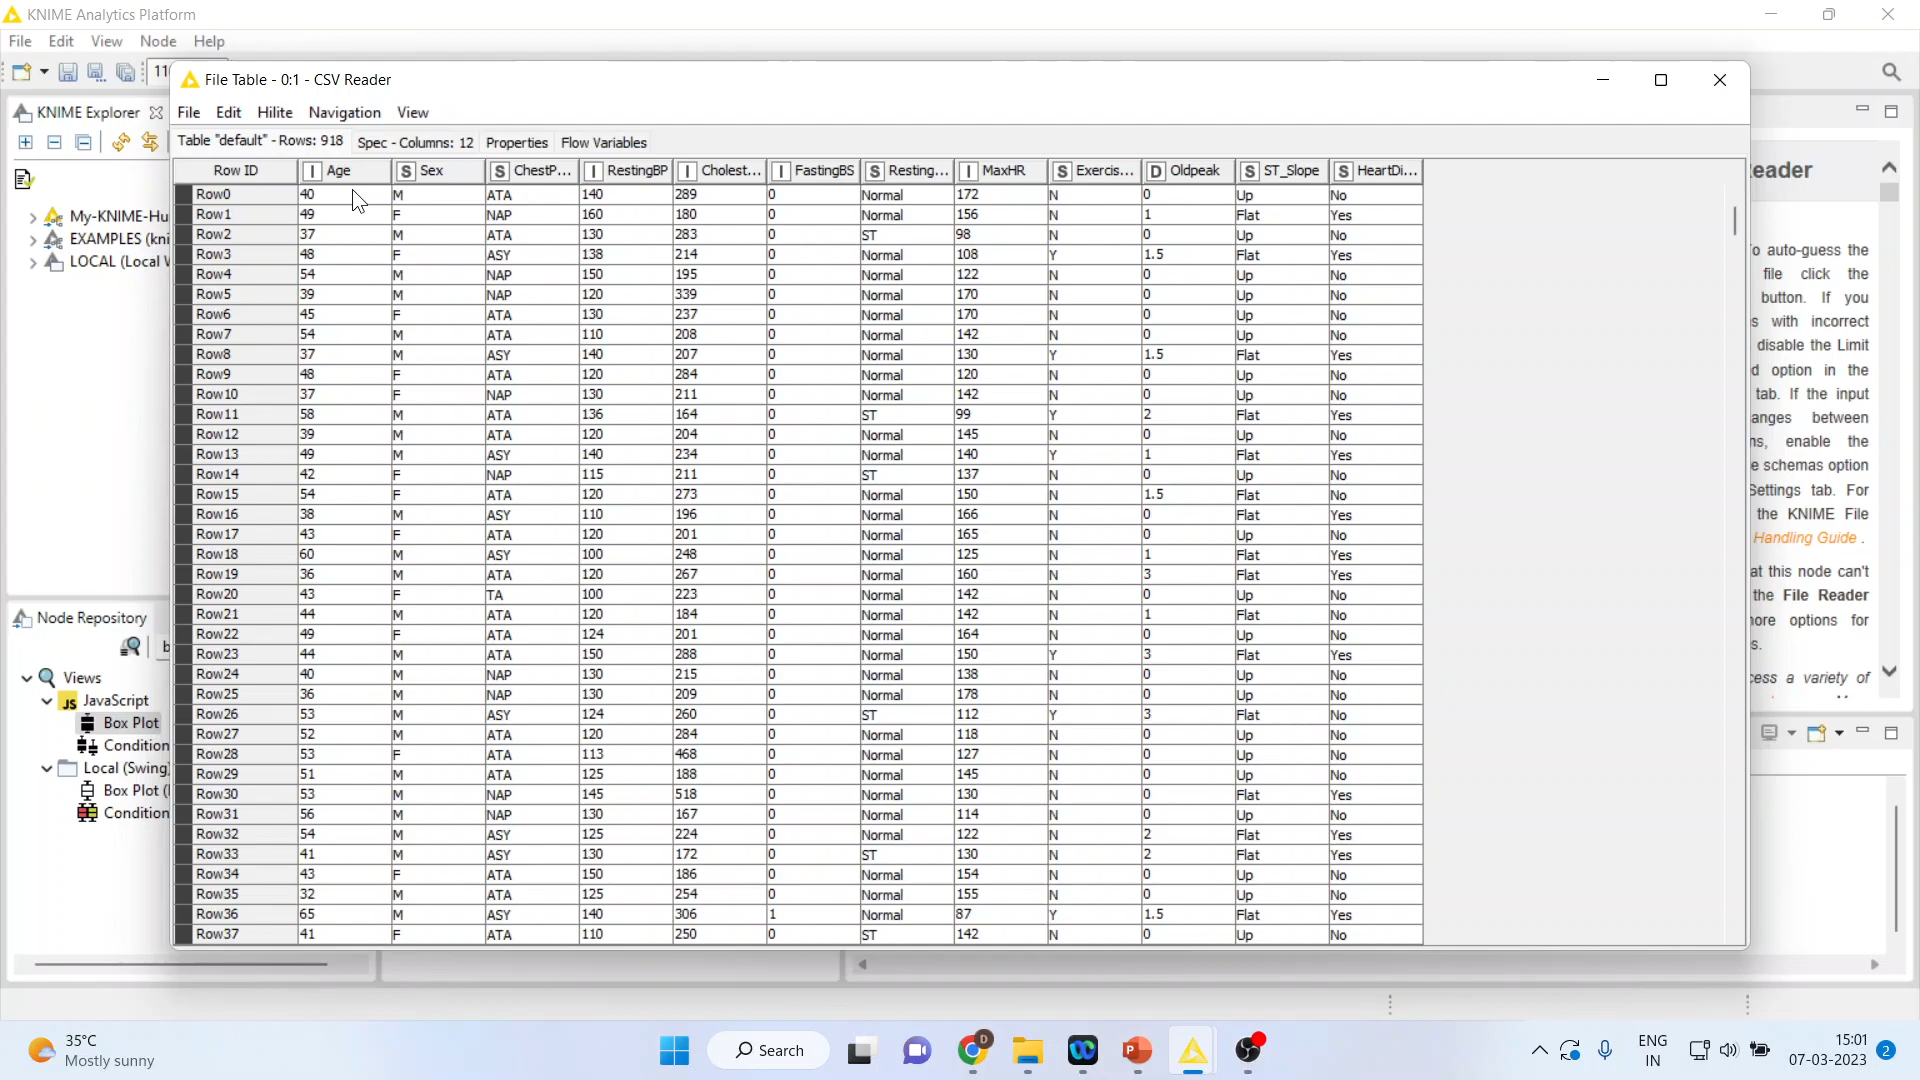 KNIME Analytics Platform
File Edit View Node Help
KNIME Explorer
My-KNIME-Hu
EXAMPLES (kni
LOCAL (Local
Node Repository
Views
JavaScript
Box Plot
Condition
Local (Swing)
Box Plot (
Condition
File Table - 0:1 - CSV Reader
File Edit Hilite Navigation View
Table "default" - Rows: 918 Spec - Columns: 12 Properties Flow Variables
Row ID I Age S Sex S ChestP... I RestingBP I Cholest... I FastingBS S Resting... I MaxHR S Exercis... D Oldpeak S ST_Slope S HeartDi...
Row0 40 M ATA 140 289 0 Normal 172 N 0 Up No
Row1 49 F NAP 160 180 0 Normal 156 N 1 Flat Yes
Row2 37 M ATA 130 283 0 ST 98 N 0 Up No
Row3 48 F ASY 138 214 0 Normal 108 Y 1.5 Flat Yes
Row4 54 M NAP 150 195 0 Normal 122 N 0 Up No
Row5 39 M NAP 120 339 0 Normal 170 N 0 Up No
Row6 45 F ATA 130 237 0 Normal 170 N 0 Up No
Row7 54 M ATA 110 208 0 Normal 142 N 0 Up No
Row8 37 M ASY 140 207 0 Normal 130 Y 1.5 Flat Yes
Row9 48 F ATA 120 284 0 Normal 120 N 0 Up No
Row10 37 F NAP 130 211 0 Normal 142 N 0 Up No
Row11 58 M ATA 136 164 0 ST 99 Y 2 Flat Yes
Row12 39 M ATA 120 204 0 Normal 145 N 0 Up No
Row13 49 M ASY 140 234 0 Normal 140 Y 1 Flat Yes
Row14 42 F NAP 115 211 0 ST 137 N 0 Up No
Row15 54 F ATA 120 273 0 Normal 150 N 1.5 Flat No
Row16 38 M ASY 110 196 0 Normal 166 N 0 Flat Yes
Row17 43 F ATA 120 201 0 Normal 165 N 0 Up No
Row18 60 M ASY 100 248 0 Normal 125 N 1 Flat Yes
Row19 36 M ATA 120 267 0 Normal 160 N 3 Flat Yes
Row20 43 F TA 100 223 0 Normal 142 N 0 Up No
Row21 44 M ATA 120 184 0 Normal 142 N 1 Flat No
Row22 49 F ATA 124 201 0 Normal 164 N 0 Up No
Row23 44 M ATA 150 288 0 Normal 150 Y 3 Flat Yes
Row24 40 M NAP 130 215 0 Normal 138 N 0 Up No
Row25 36 M NAP 130 209 0 Normal 178 N 0 Up No
Row26 53 M ASY 124 260 0 ST 112 Y 3 Flat No
Row27 52 M ATA 120 284 0 Normal 118 N 0 Up No
Row28 53 F ATA 113 468 0 Normal 127 N 0 Up No
Row29 51 M ATA 125 188 0 Normal 145 N 0 Up No
Row30 53 M NAP 145 518 0 Normal 130 N 0 Flat Yes
Row31 56 M NAP 130 167 0 Normal 114 N 0 Up No
Row32 54 M ASY 125 224 0 Normal 122 N 2 Flat Yes
Row33 41 M ASY 130 172 0 ST 130 N 2 Flat Yes
Row34 43 F ATA 150 186 0 Normal 154 N 0 Up No
Row35 32 M ATA 125 254 0 Normal 155 N 0 Up No
Row36 65 M ASY 140 306 1 Normal 87 Y 1.5 Flat Yes
Row37 41 F ATA 110 250 0 ST 142 N 0 Up No
eader
o auto-guess the
file click the
button. If you
s with incorrect
disable the Limit
d option in the
tab. If the input
anges between
ns, enable the
e schemas option
Settings tab. For
the KNIME File
Handling Guide .
at this node can't
the File Reader
ore options for
s.
cess a variety of
35°C
Mostly sunny
Search
ENG
IN
15:01
07-03-2023
2